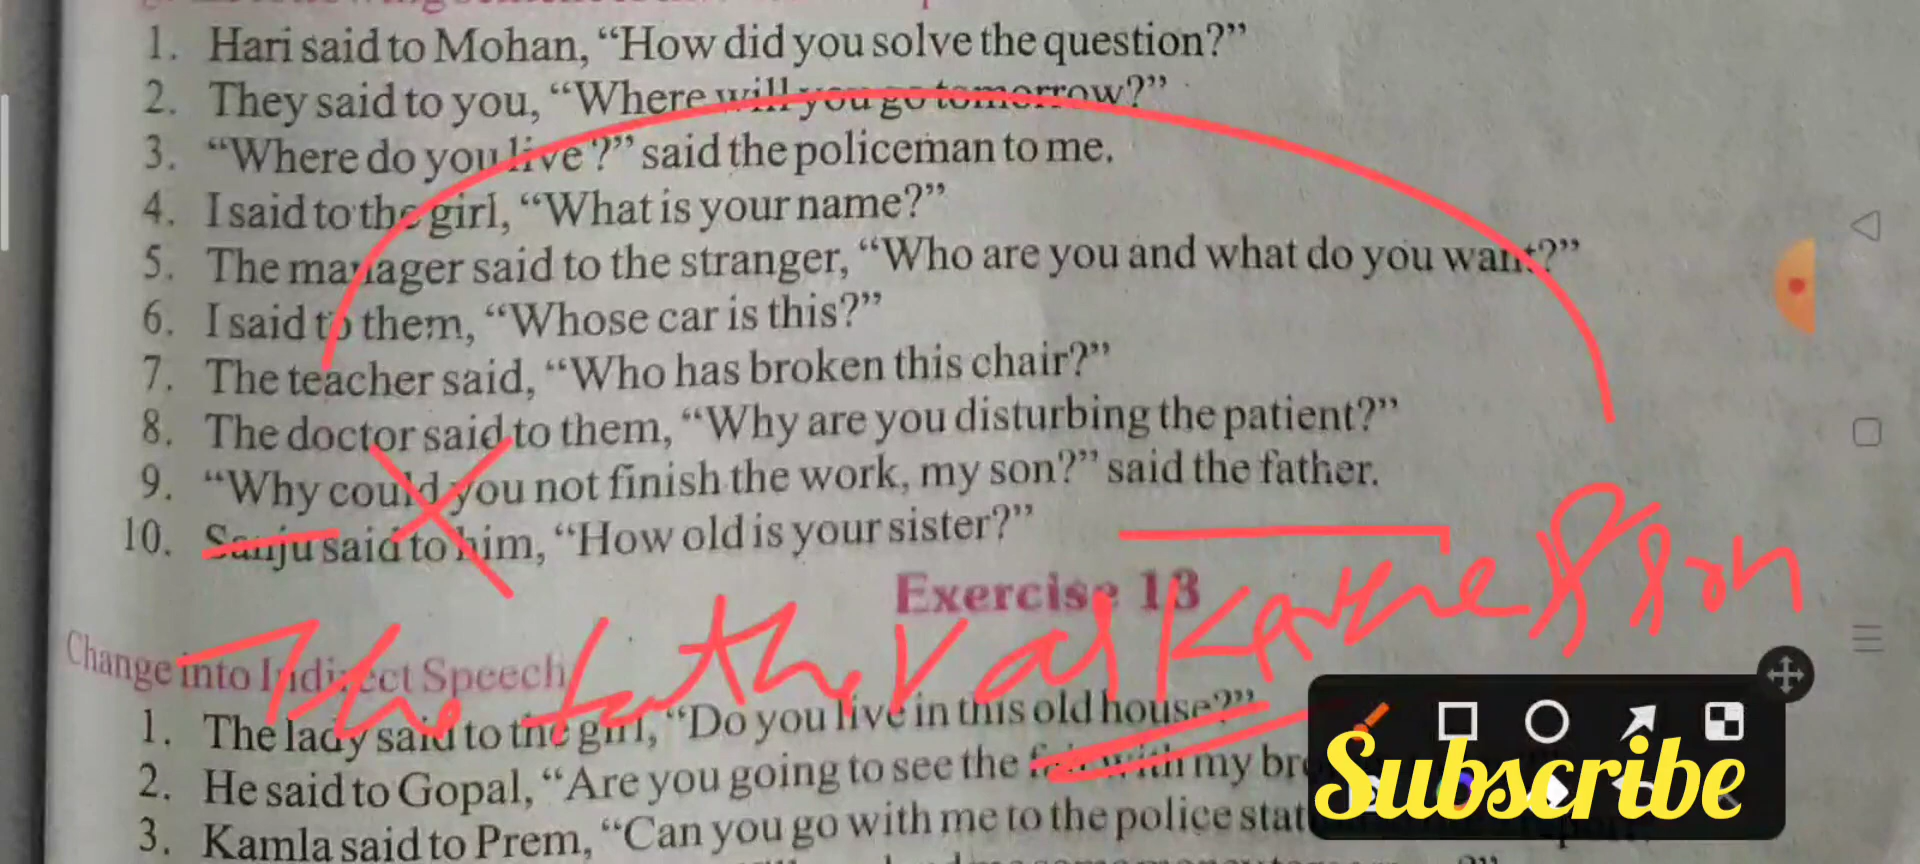 1. Hari said to Mohan, “How did you solve the question?”
2. They said to you, “Where will you go tomorrow?”
3. “Where do you live ?” said the policeman to me.
4. I said to the girl, “What is your name?”
5. The manager said to the stranger, “Who are you and what do you want?”
6. I said to them, “Whose car is this?”
7. The teacher said, “Who has broken this chair?”
8. The doctor said to them, “Why are you disturbing the patient?”
9. “Why could you not finish the work, my son?” said the father.
10. Sanju said to him, “How old is your sister?”
Exercise 13
The father son
Change into Indirect Speech
1. The lady said to the girl, “Do you live in this old house?”
2. He said to Gopal, “Are you going to see the fair with my
3. Kamla said to Prem, “Can you go with me to the police
Subscribe